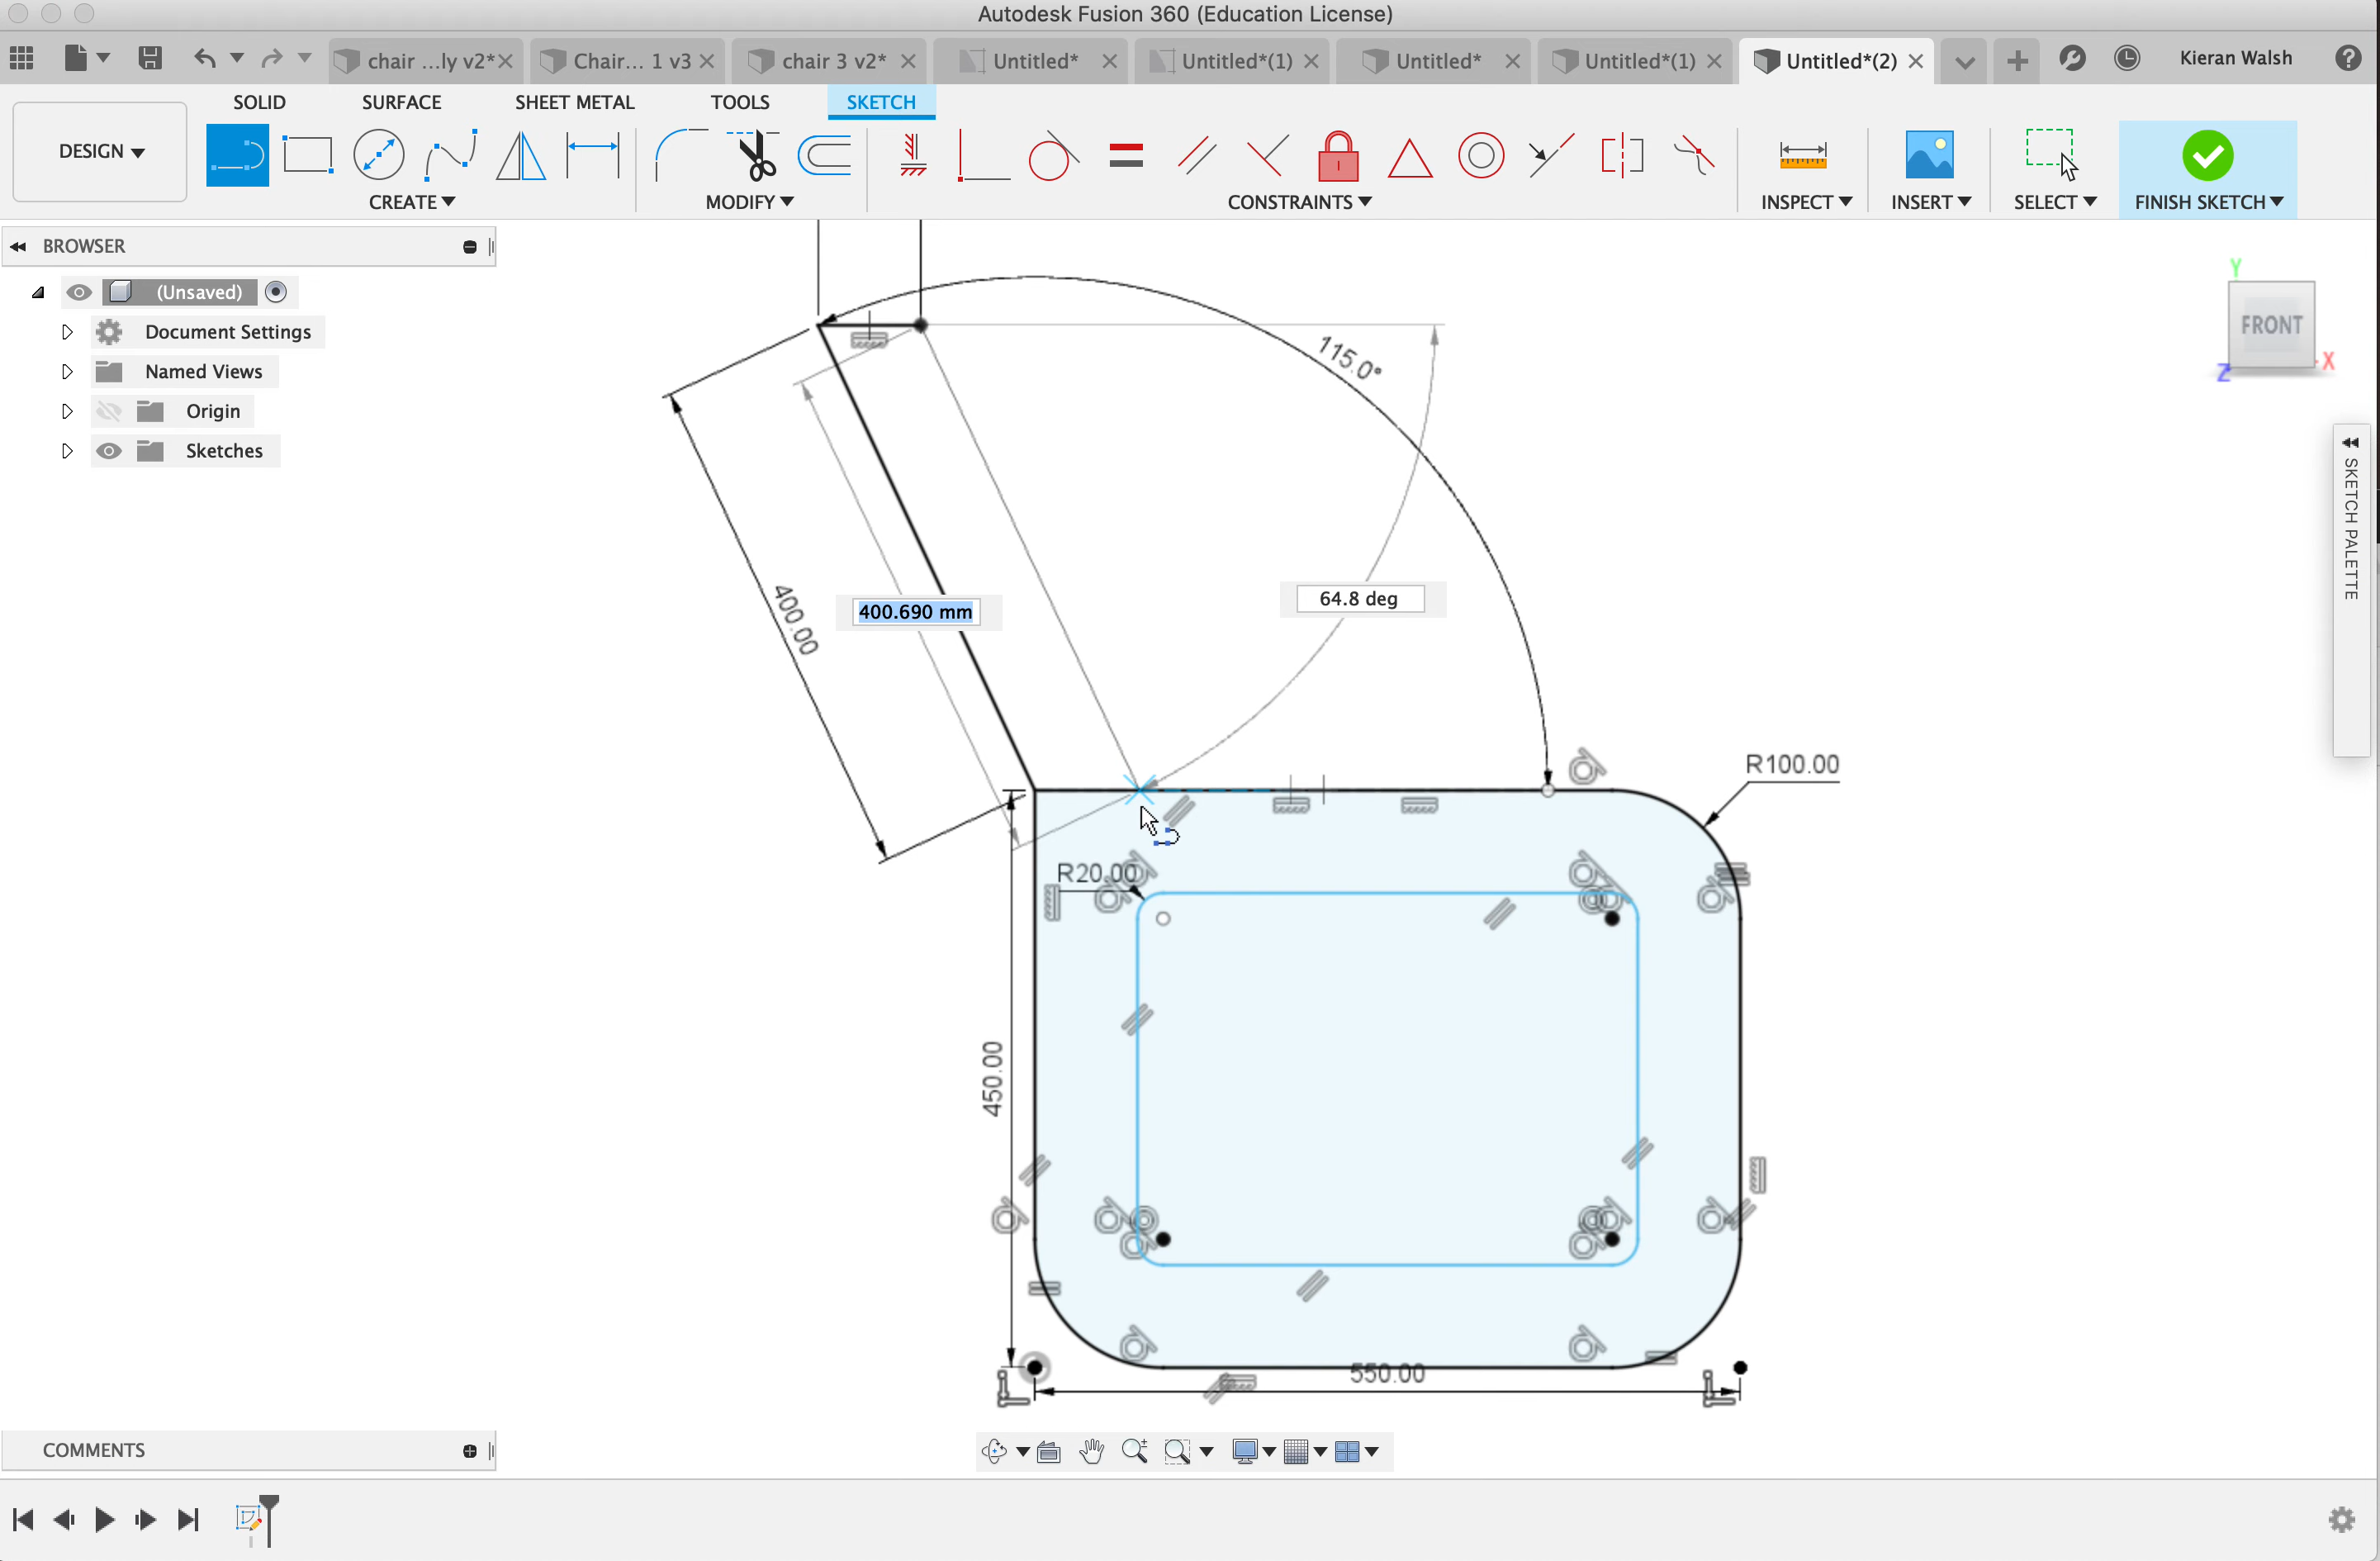 Autodesk Fusion 360 (Education License)
chair ...ly v2*
Chair... 1 v3
chair 3 v2*
Untitled*
Untitled*(1)
Untitled*
Untitled*(1)
Untitled*(2)
Kieran Walsh
DESIGN
SOLID
SURFACE
SHEET METAL
TOOLS
SKETCH
CREATE
MODIFY
CONSTRAINTS
INSPECT
INSERT
SELECT
FINISH SKETCH
BROWSER
(Unsaved)
Document Settings
Named Views
Origin
Sketches
Y
FRONT
X
Z
SKETCH PALETTE
115.0°
400.00
400.690 mm
64.8 deg
R100.00
R20.00
450.00
550.00
COMMENTS